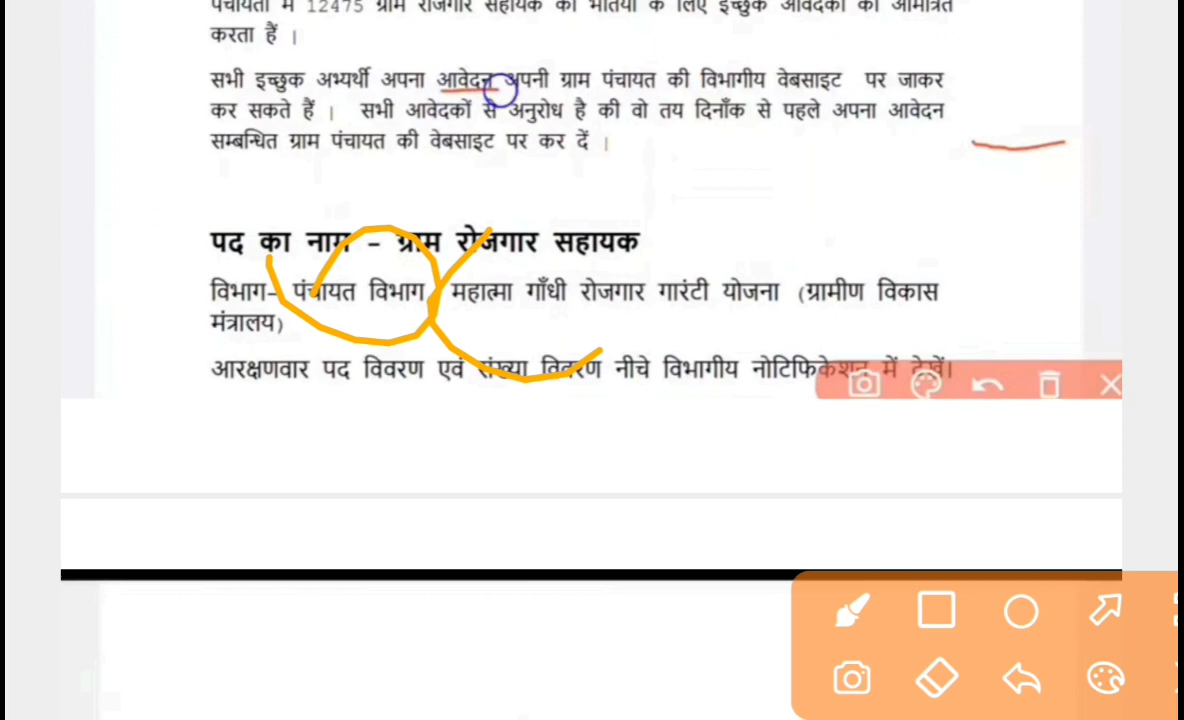 पंचायतों में 12475 ग्राम रोजगार सहायक की भर्तियों के लिए इच्छुक आवेदकों को आमंत्रित
करता हैं ।
सभी इच्छुक अभ्यर्थी अपना आवेदन अपनी ग्राम पंचायत की विभागीय वेबसाइट पर जाकर
कर सकते हैं । सभी आवेदकों से अनुरोध है की वो तय दिनाँक से पहले अपना आवेदन
सम्बन्धित ग्राम पंचायत की वेबसाइट पर कर दें ।
पद का नाम – ग्राम रोजगार सहायक
विभाग– पंचायत विभाग महात्मा गाँधी रोजगार गारंटी योजना (ग्रामीण विकास
मंत्रालय)
आरक्षणवार पद विवरण एवं संख्या विवरण नीचे विभागीय नोटिफिकेशन में देखें।